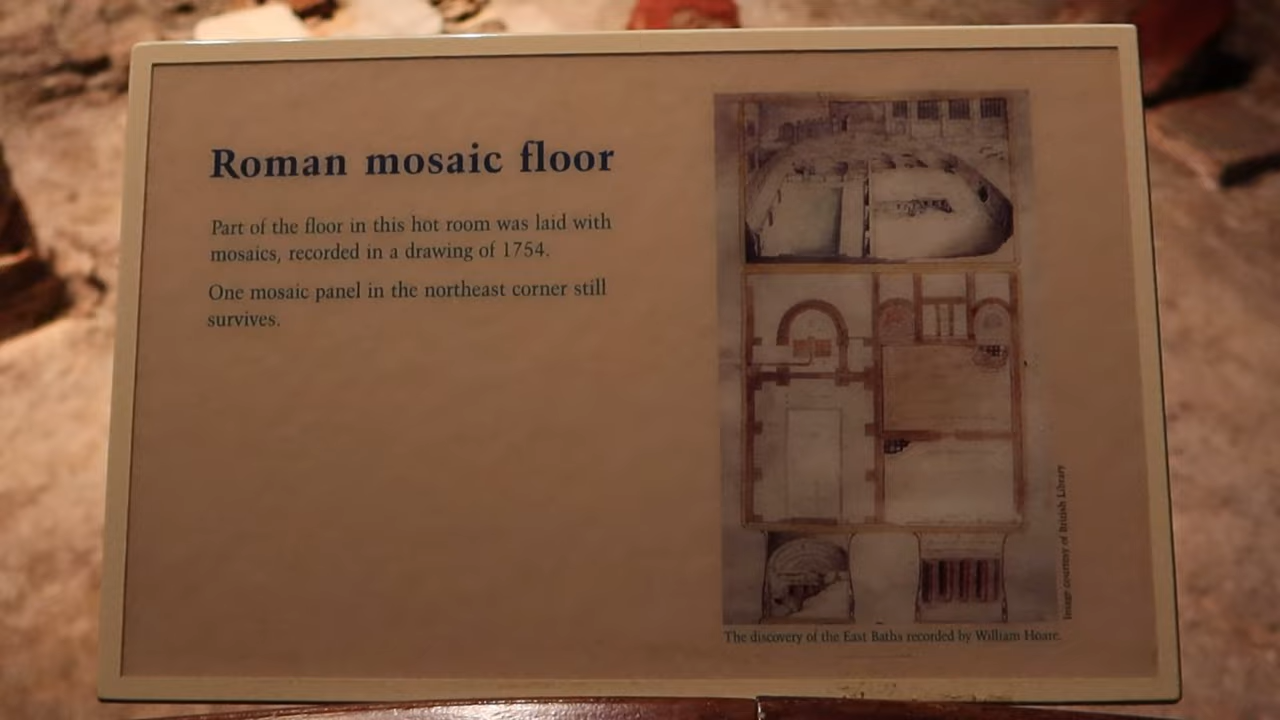 Roman mosaic floor
Part of the floor in this hot room was laid with
mosaics, recorded in a drawing of 1754.
One mosaic panel in the northeast corner still
survives.
Image courtesy of British Library
The discovery of the East Baths recorded by William Hoare.